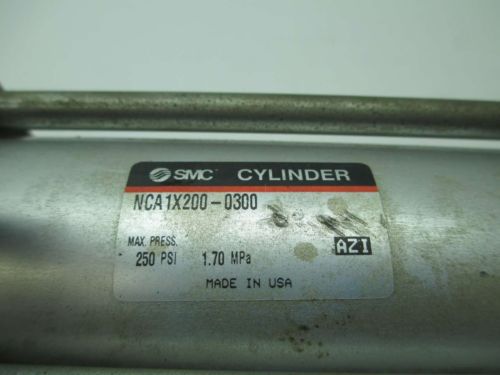 SMC CYLINDER
NCA1X200-0300
MAX. PRESS.
250 PSI 1.70 MPa
AZI
MADE IN USA